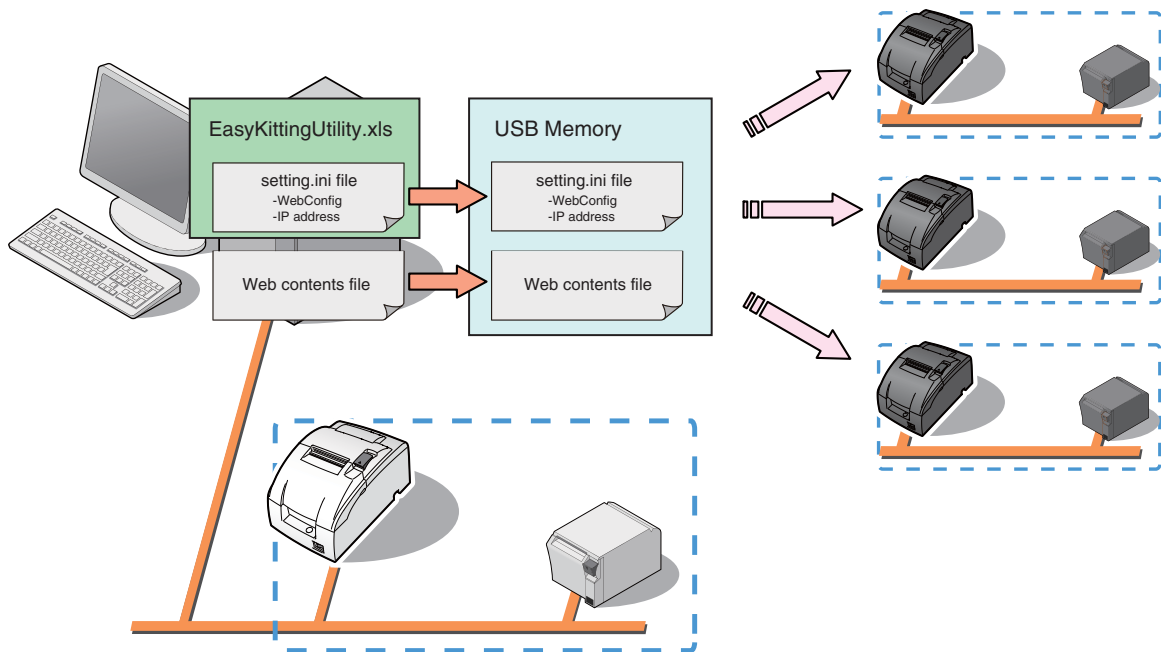 EasyKittingUtility.xls
setting.ini file
-WebConfig
-IP address
Web contents file
USB Memory
setting.ini file
-WebConfig
-IP address
Web contents file